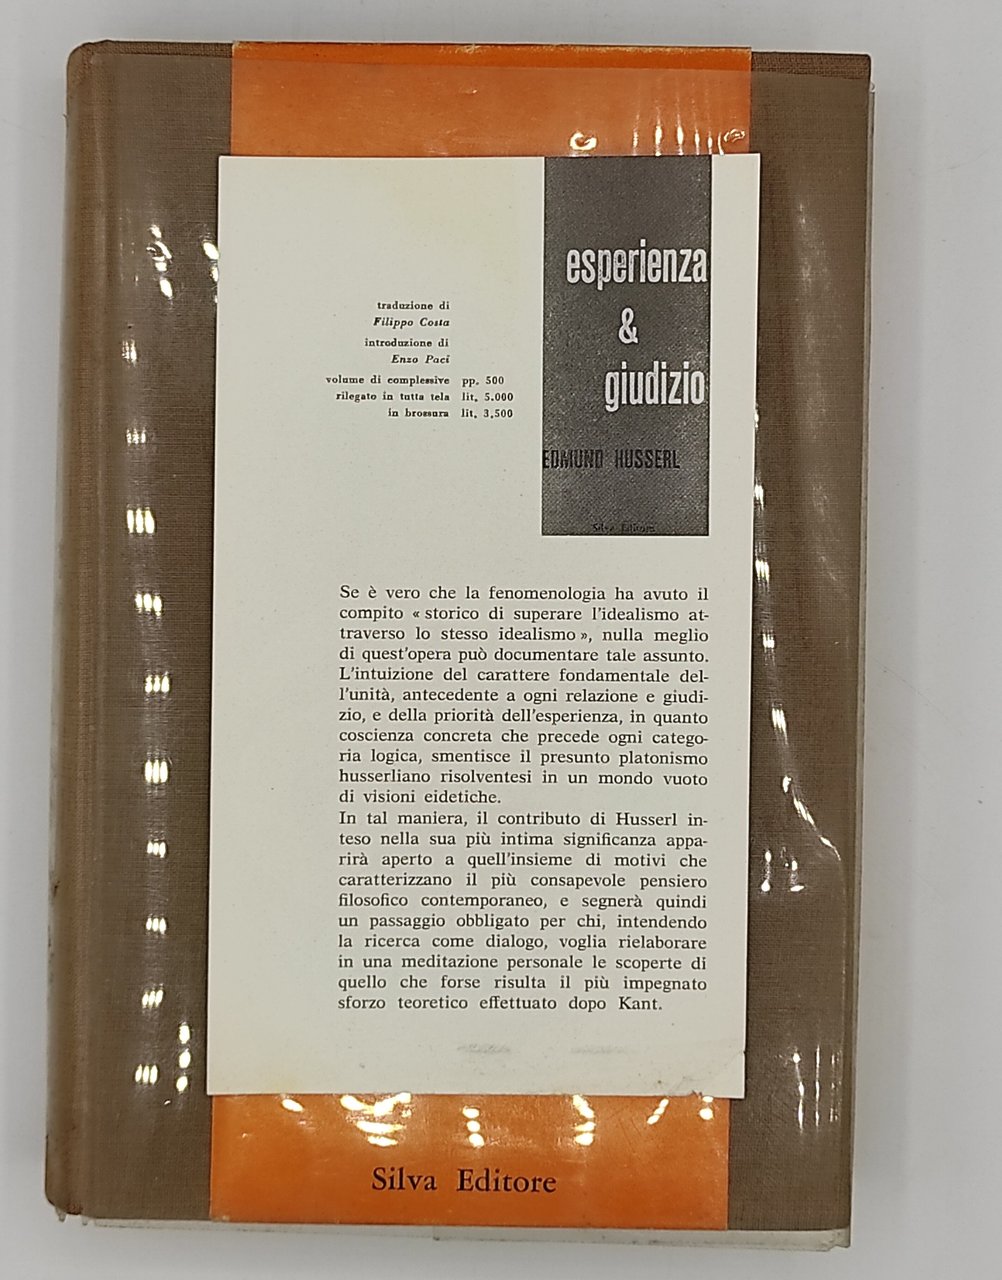 esperienza
&
giudizio
EDMUND HUSSERL
Silva Editore
traduzione di
Filippo Costa
introduzione di
Enzo Paci
volume di complessive pp. 500
rilegato in tutta tela lit. 5.000
in brossura lit. 3.500
Se è vero che la fenomenologia ha avuto il
compito « storico di superare l'idealismo at-
traverso lo stesso idealismo », nulla meglio
di quest'opera può documentare tale assunto.
L'intuizione del carattere fondamentale del-
l'unità, antecedente a ogni relazione e giudi-
zio, e della priorità dell'esperienza, in quanto
coscienza concreta che precede ogni catego-
ria logica, smentisce il presunto platonismo
husserliano risolventesi in un mondo vuoto
di visioni eidetiche.
In tal maniera, il contributo di Husserl in-
teso nella sua più intima significanza appa-
rirà aperto a quell'insieme di motivi che
caratterizzano il più consapevole pensiero
filosofico contemporaneo, e segnerà quindi
un passaggio obbligato per chi, intendendo
la ricerca come dialogo, voglia rielaborare
in una meditazione personale le scoperte di
quello che forse risulta il più impegnato
sforzo teoretico effettuato dopo Kant.
Silva Editore